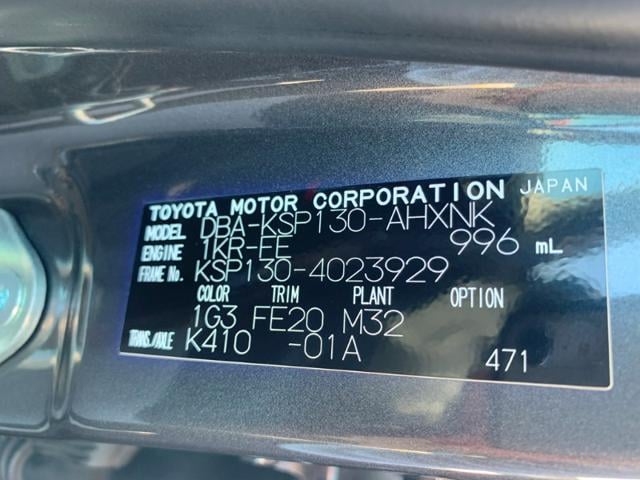 TOYOTA MOTOR CORPORATION JAPAN
MODEL DBA-KSP130-AHXNK
ENGINE 1KR-FE 996 mL
FRAME No. KSP130-4023929
COLOR TRIM PLANT OPTION
1G3 FE20 M32
TRANS./AXLE K410 -01A
471